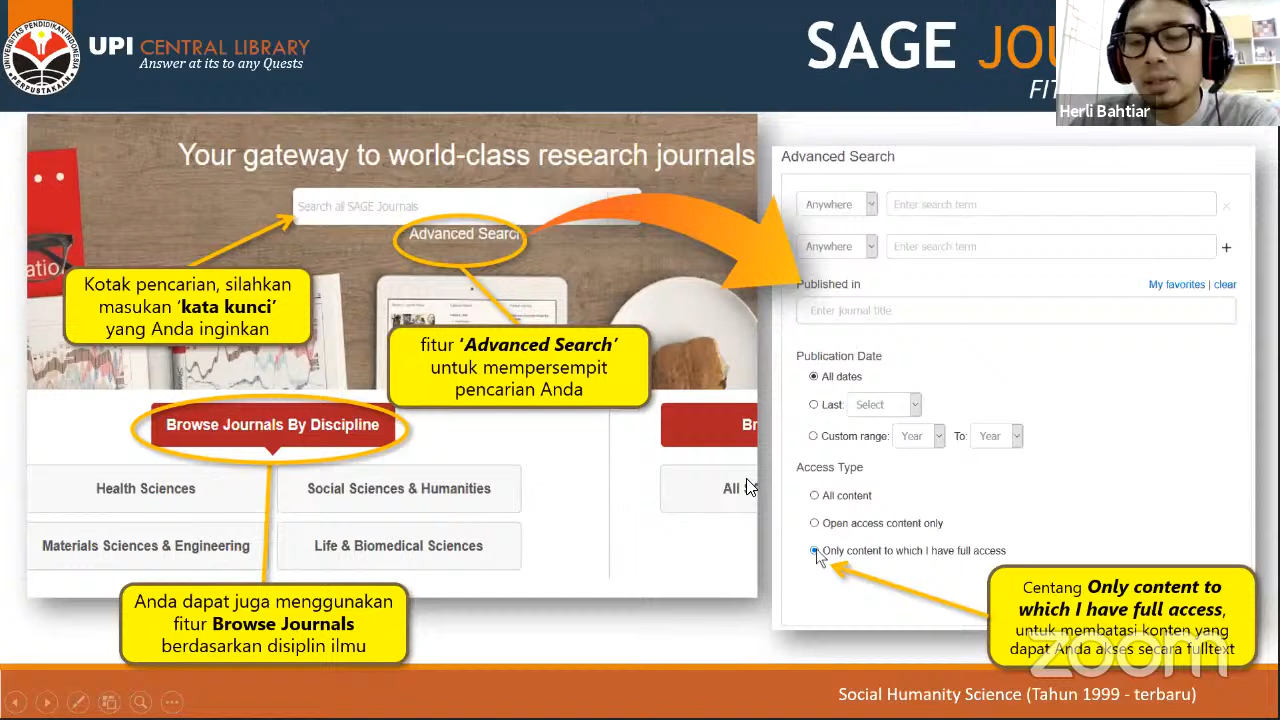 UNIVERSITAS PENDIDIKAN INDONESIA
PERPUSTAKAAN
UPI CENTRAL LIBRARY
Answer at its to any Quests
SAGE JOU
FIT
Herli Bahtiar
Your gateway to world-class research journals
Search all SAGE Journals
Advanced Search
Kotak pencarian, silahkan
masukan ‘kata kunci’
yang Anda inginkan
fitur ‘Advanced Search’
untuk mempersempit
pencarian Anda
Browse Journals By Discipline
Br
Health Sciences
Social Sciences & Humanities
All
Materials Sciences & Engineering
Life & Biomedical Sciences
Anda dapat juga menggunakan
fitur Browse Journals
berdasarkan disiplin ilmu
Advanced Search
Anywhere
Enter search term
Anywhere
Enter search term
Published in
My favorites | clear
Enter journal title
Publication Date
All dates
Last: Select
Custom range: Year To: Year
Access Type
All content
Open access content only
Only content to which I have full access
Centang Only content to
which I have full access,
untuk membatasi konten yang
dapat Anda akses secara fulltext
zoom
Social Humanity Science (Tahun 1999 - terbaru)